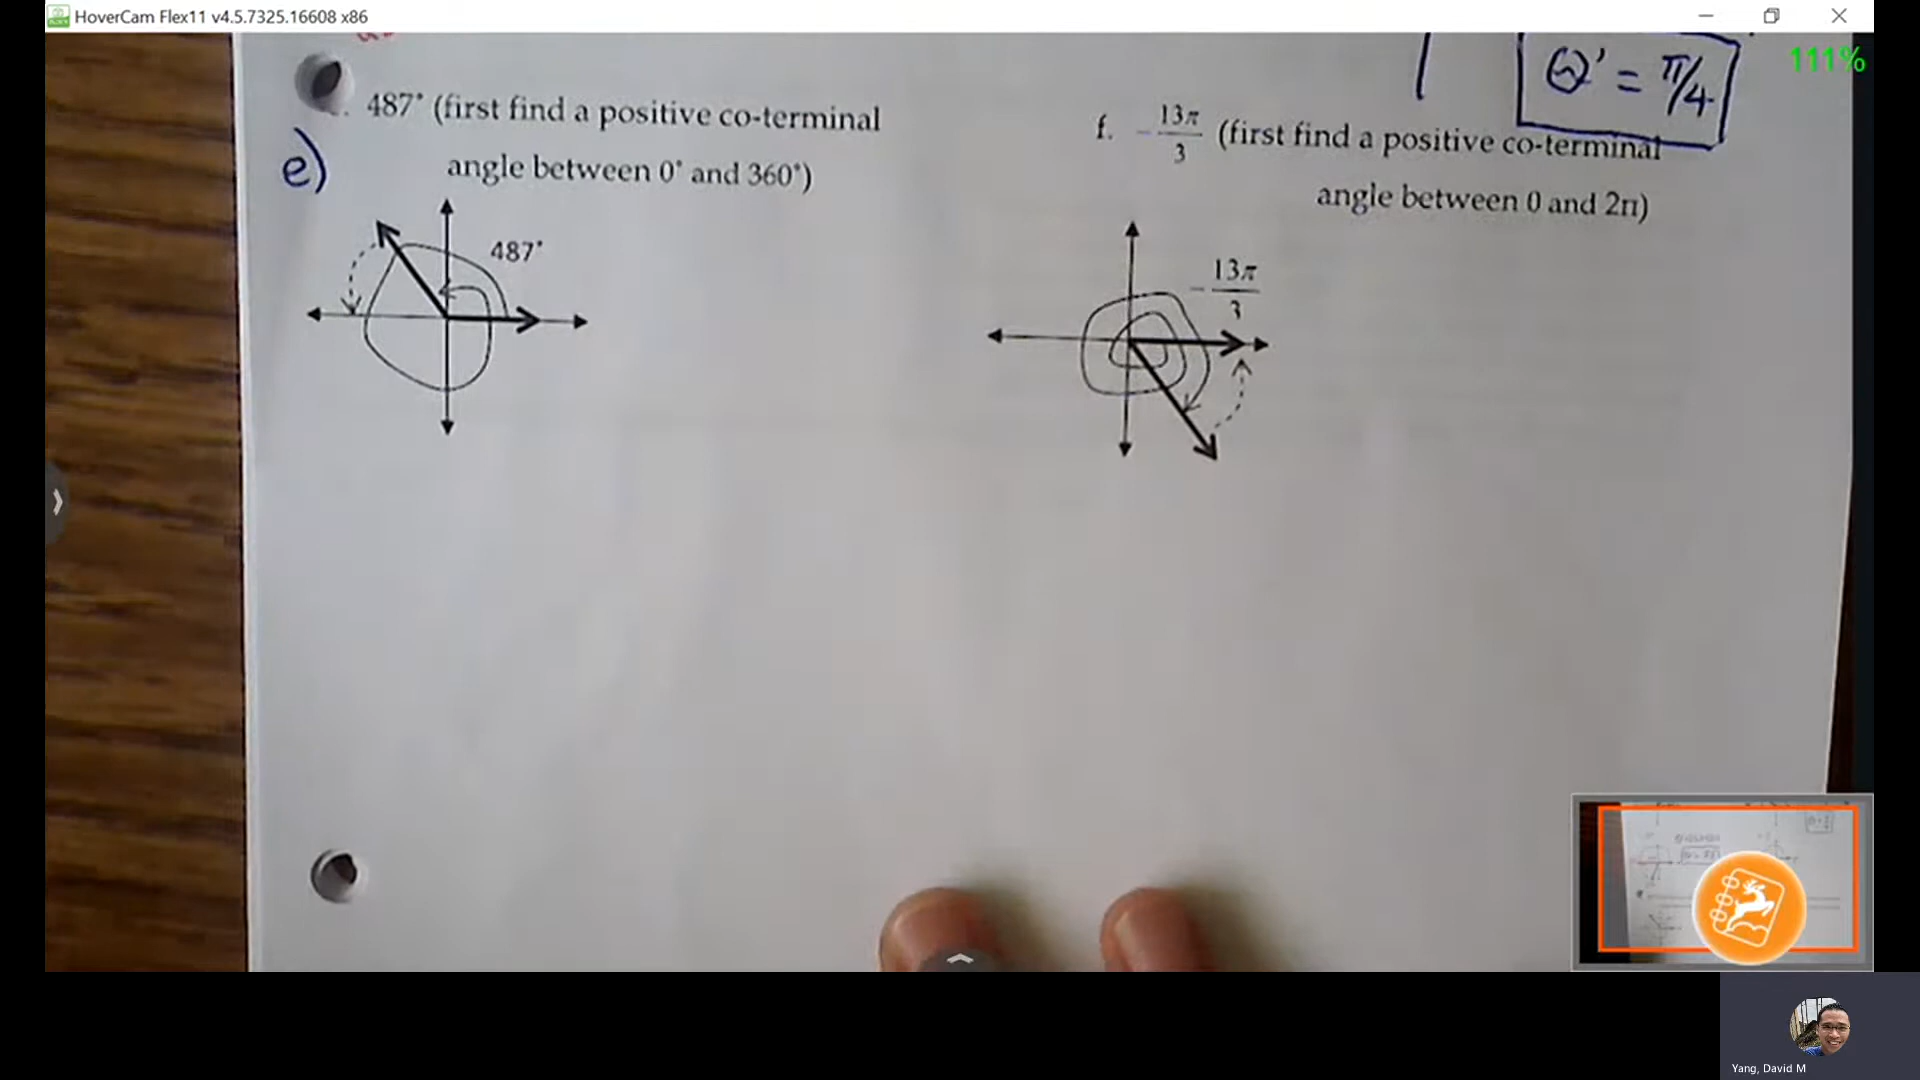 HoverCam Flex11 v4.5.7325.16608 x86
111%
Θ' = π/4
487° (first find a positive co-terminal
angle between 0° and 360°)
e)
487°
f. -13π/3 (first find a positive co-terminal
angle between 0 and 2π)
-13π/3
Yang, David M